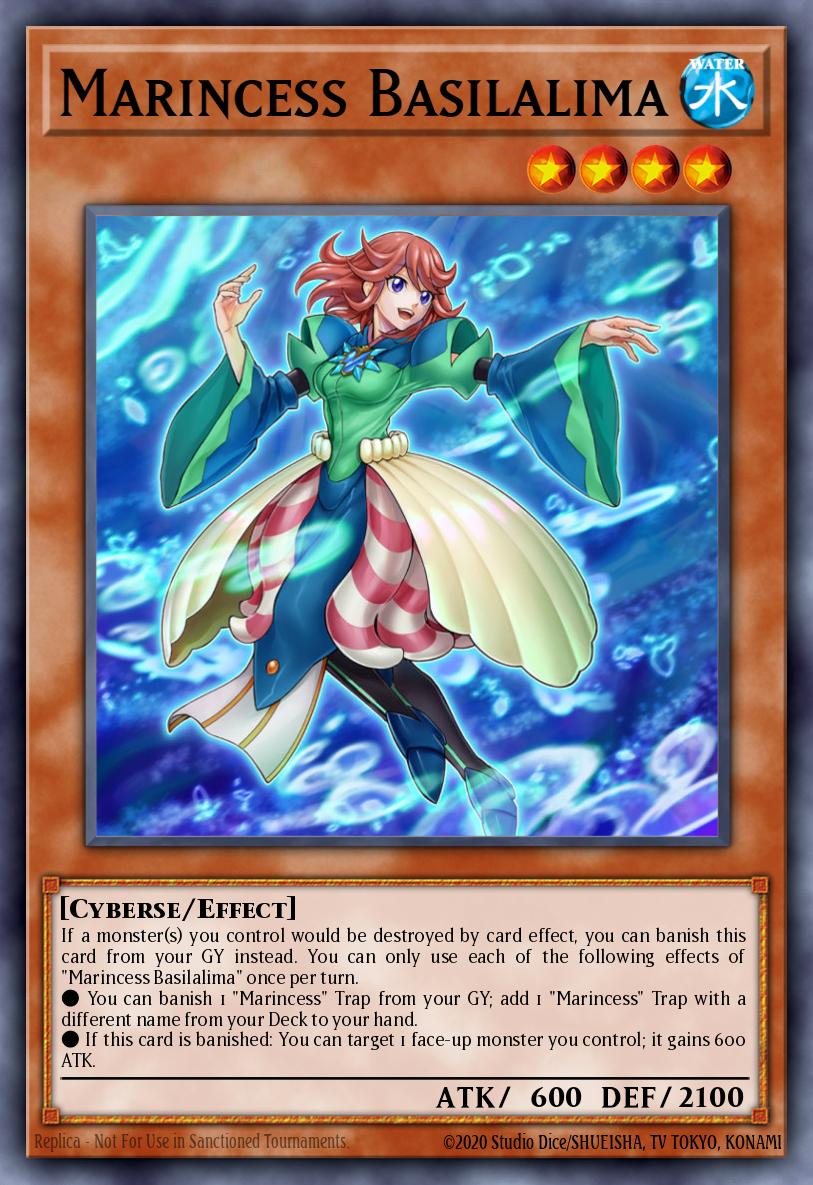 Marincess Basilalima
WATER
水
[Cyberse/Effect]
If a monster(s) you control would be destroyed by card effect, you can banish this
card from your GY instead. You can only use each of the following effects of
"Marincess Basilalima" once per turn.
● You can banish 1 "Marincess" Trap from your GY; add 1 "Marincess" Trap with a
different name from your Deck to your hand.
● If this card is banished: You can target 1 face-up monster you control; it gains 600
ATK.
ATK/ 600 DEF/2100
Replica - Not For Use in Sanctioned Tournaments.
©2020 Studio Dice/SHUEISHA, TV TOKYO, KONAMI